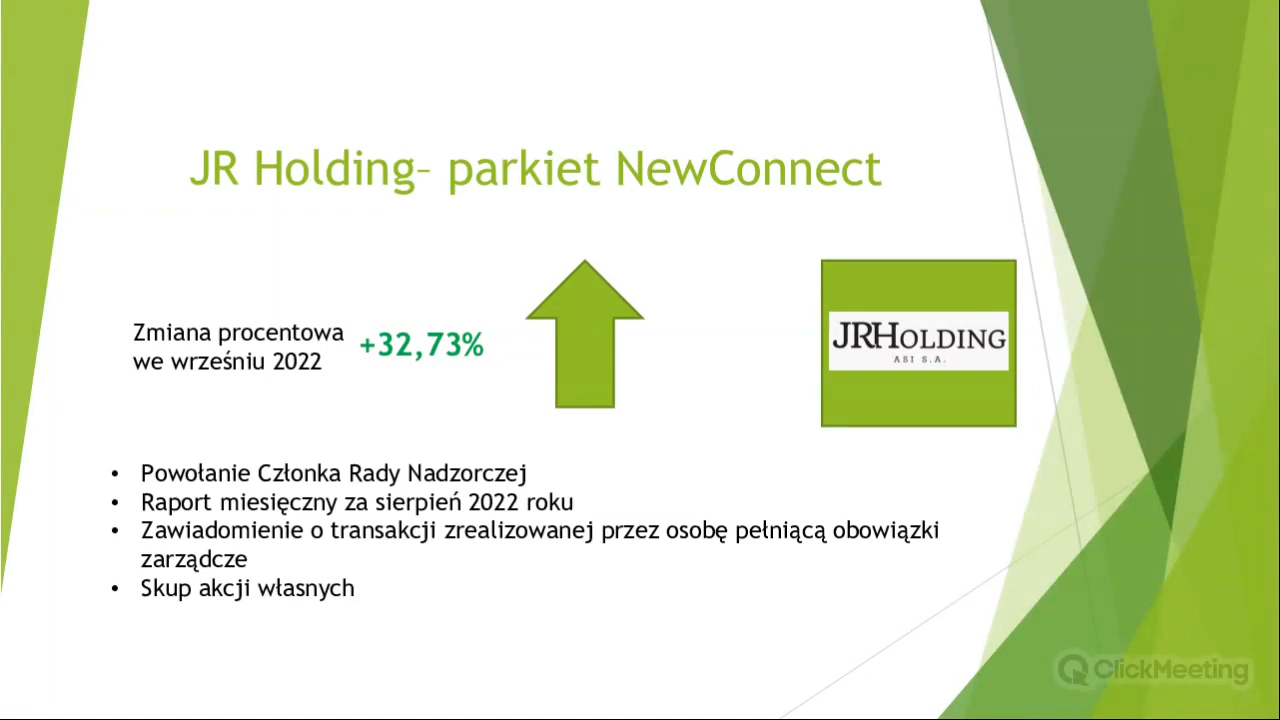 JR Holding– parkiet NewConnect
Zmiana procentowa
we wrześniu 2022
+32,73%
JRHOLDING
ASI S.A.
• Powołanie Członka Rady Nadzorczej
• Raport miesięczny za sierpień 2022 roku
• Zawiadomienie o transakcji zrealizowanej przez osobę pełniącą obowiązki
zarządcze
• Skup akcji własnych
ClickMeeting